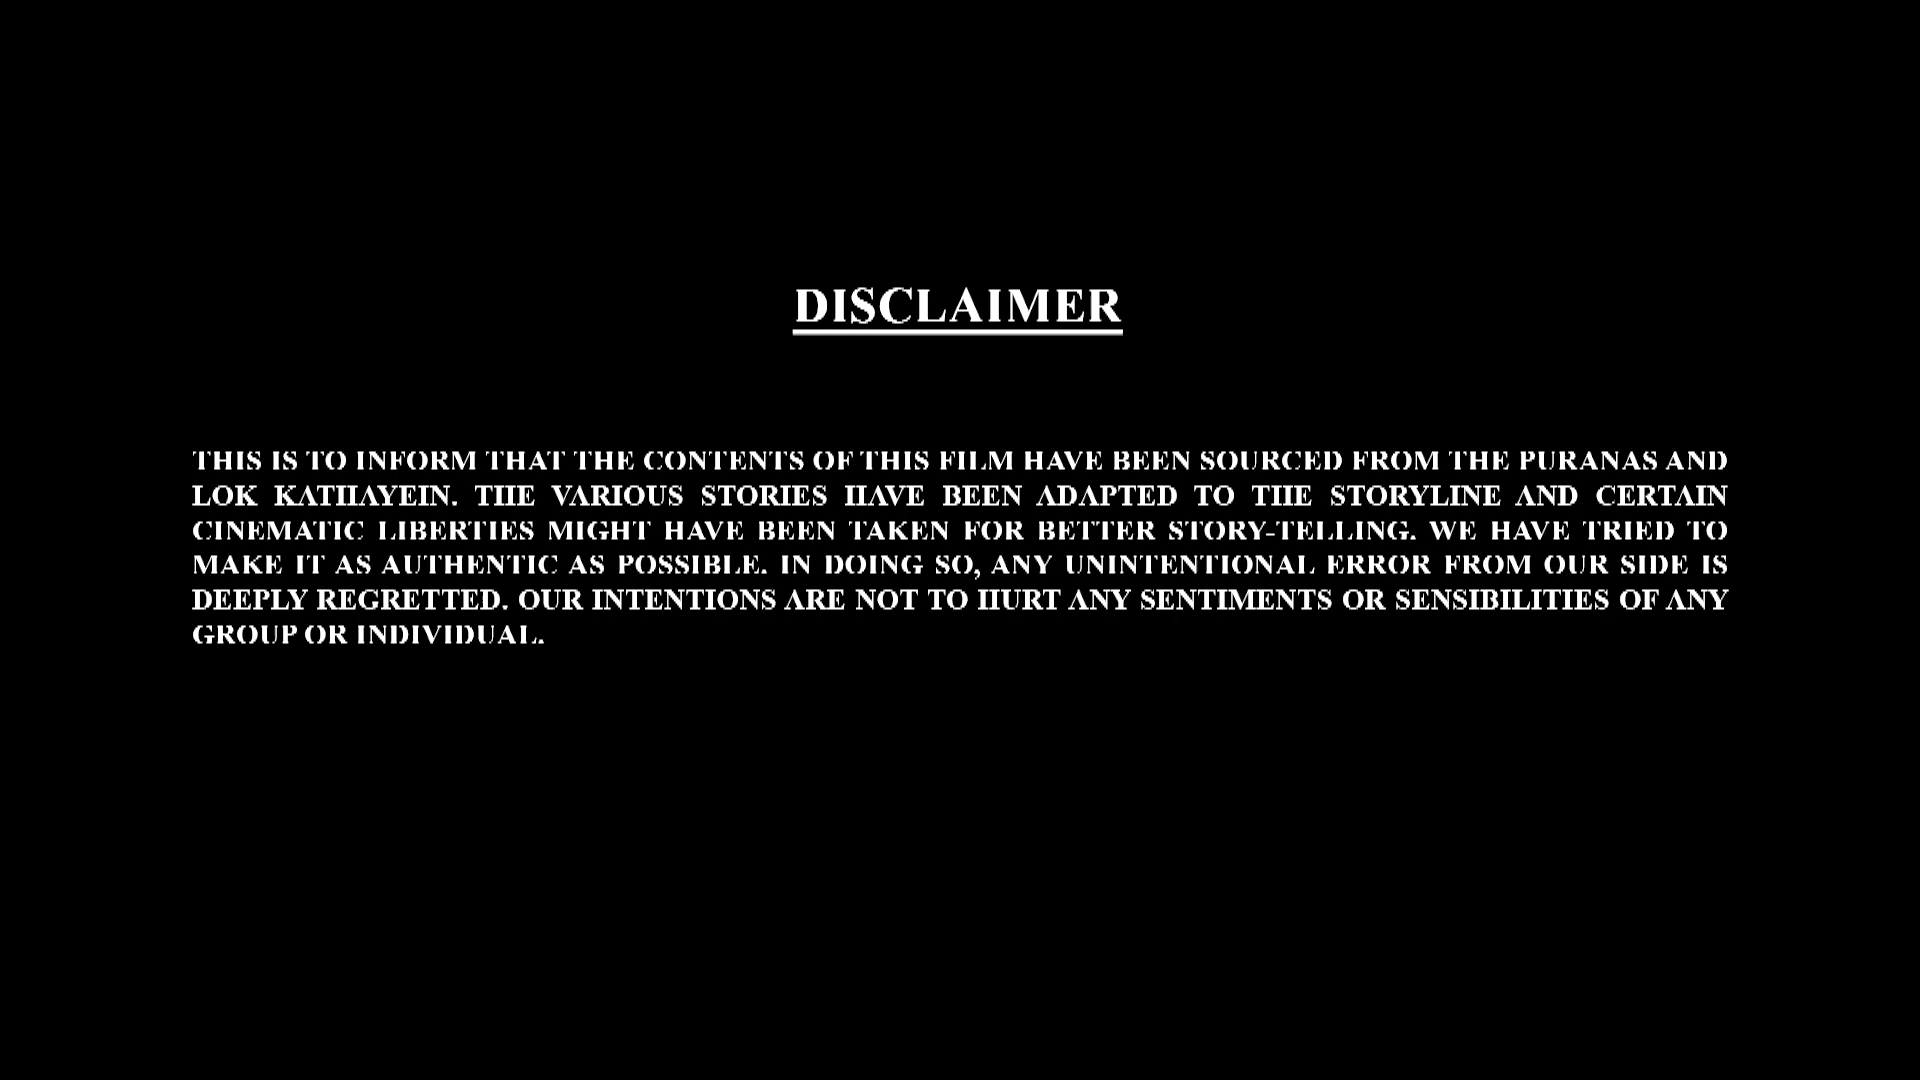 DISCLAIMER
THIS IS TO INFORM THAT THE CONTENTS OF THIS FILM HAVE BEEN SOURCED FROM THE PURANAS AND
LOK KATHAYEIN. THE VARIOUS STORIES HAVE BEEN ADAPTED TO THE STORYLINE AND CERTAIN
CINEMATIC LIBERTIES MIGHT HAVE BEEN TAKEN FOR BETTER STORY-TELLING. WE HAVE TRIED TO
MAKE IT AS AUTHENTIC AS POSSIBLE. IN DOING SO, ANY UNINTENTIONAL ERROR FROM OUR SIDE IS
DEEPLY REGRETTED. OUR INTENTIONS ARE NOT TO HURT ANY SENTIMENTS OR SENSIBILITIES OF ANY
GROUP OR INDIVIDUAL.